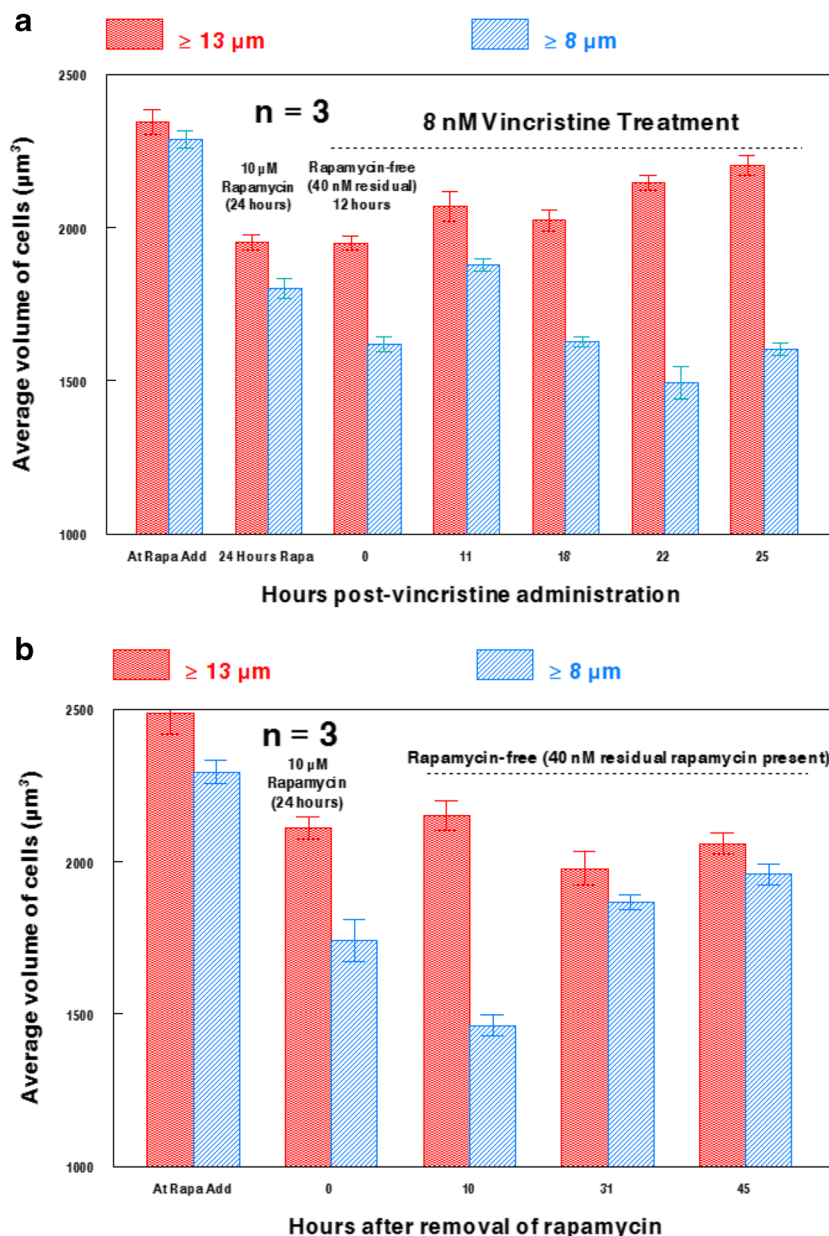 a
≥ 13 µm
≥ 8 µm
2500
2000
1500
1000
Average volume of cells (µm³)
n = 3
8 nM Vincristine Treatment
10 µM
Rapamycin
(24 hours)
Rapamycin-free
(40 nM residual)
12 hours
At Rapa Add
24 Hours Rapa
0
11
18
22
25
Hours post-vincristine administration
b
≥ 13 µm
≥ 8 µm
2500
2000
1500
1000
Average volume of cells (µm³)
n = 3
10 µM
Rapamycin
(24 hours)
Rapamycin-free (40 nM residual rapamycin present)
At Rapa Add
0
10
31
45
Hours after removal of rapamycin